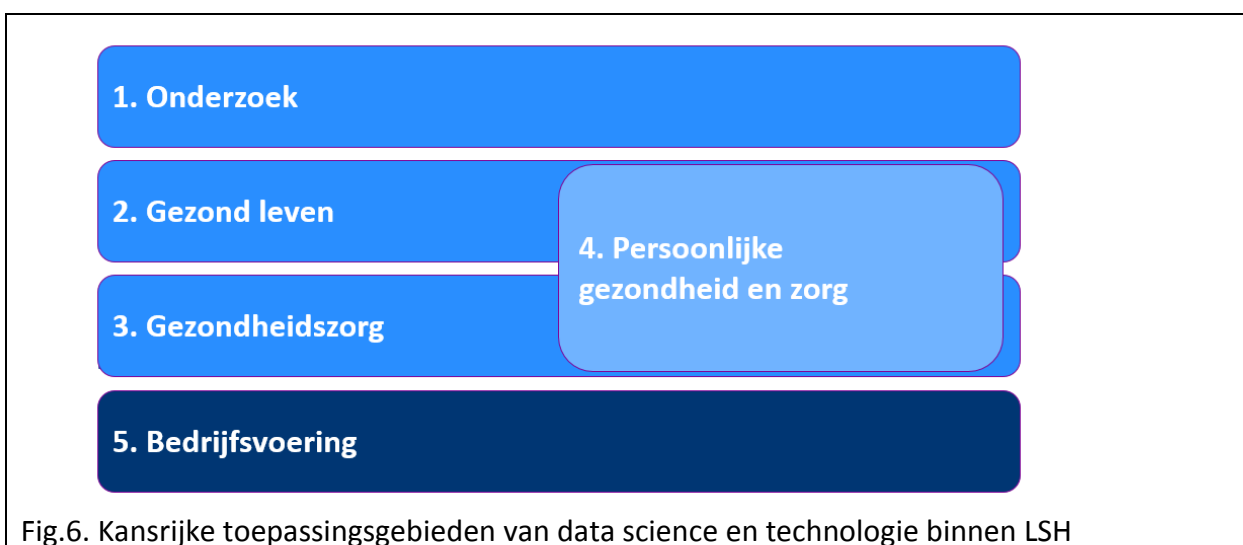 1. Onderzoek
2. Gezond leven
4. Persoonlijke
gezondheid en zorg
3. Gezondheidszorg
5. Bedrijfsvoering
Fig.6. Kansrijke toepassingsgebieden van data science en technologie binnen LSH